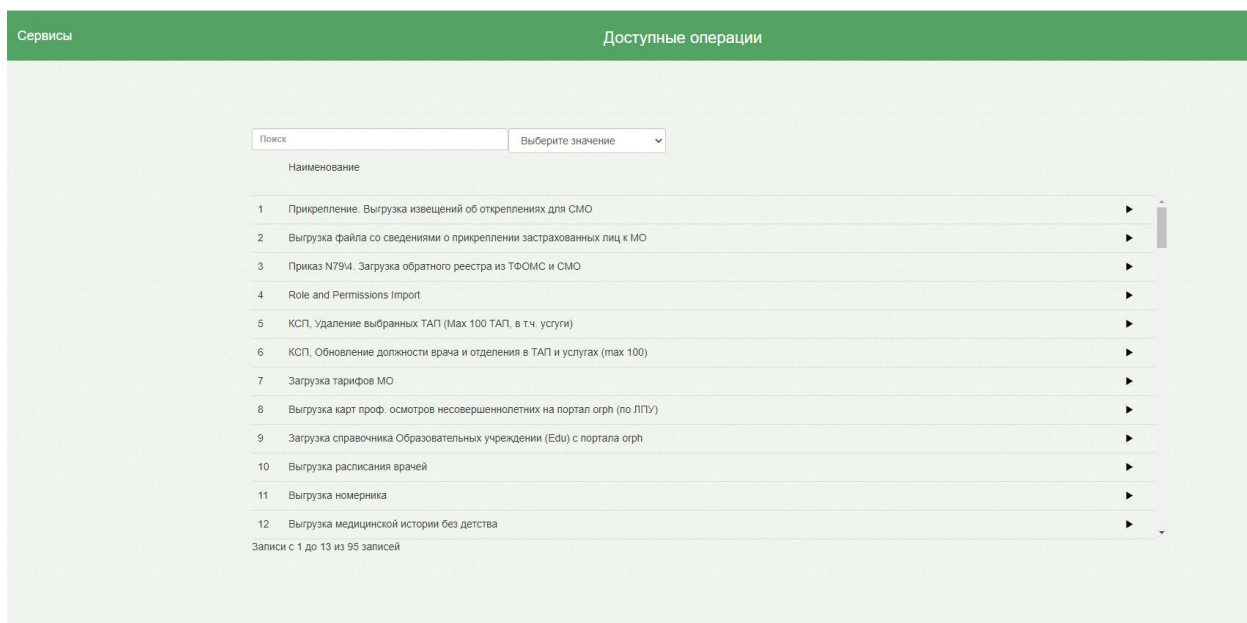 Сервисы
Доступные операции
Поиск
Выберите значение
Наименование
1 Прикрепление. Выгрузка извещений об откреплениях для СМО
2 Выгрузка файла со сведениями о прикреплении застрахованных лиц к МО
3 Приказ N79\4. Загрузка обратного реестра из ТФОМС и СМО
4 Role and Permissions Import
5 КСП, Удаление выбранных ТАП (Max 100 ТАП, в т.ч. усгуги)
6 КСП, Обновление должности врача и отделения в ТАП и услугах (max 100)
7 Загрузка тарифов МО
8 Выгрузка карт проф. осмотров несовершеннолетних на портал orph (по ЛПУ)
9 Загрузка справочника Образовательных учреждении (Edu) с портала orph
10 Выгрузка расписания врачей
11 Выгрузка номерника
12 Выгрузка медицинской истории без детства
Записи с 1 до 13 из 95 записей